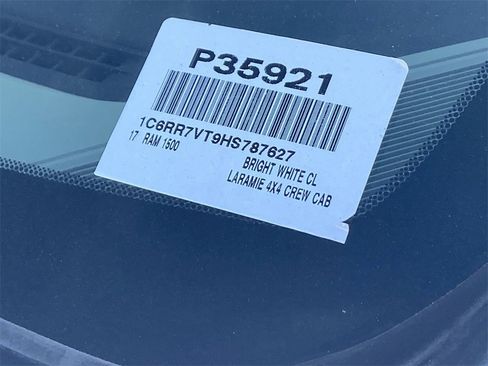 P35921
1C6RR7VT9HS787627
17 RAM 1500
BRIGHT WHITE CL
LARAMIE 4X4 CREW CAB